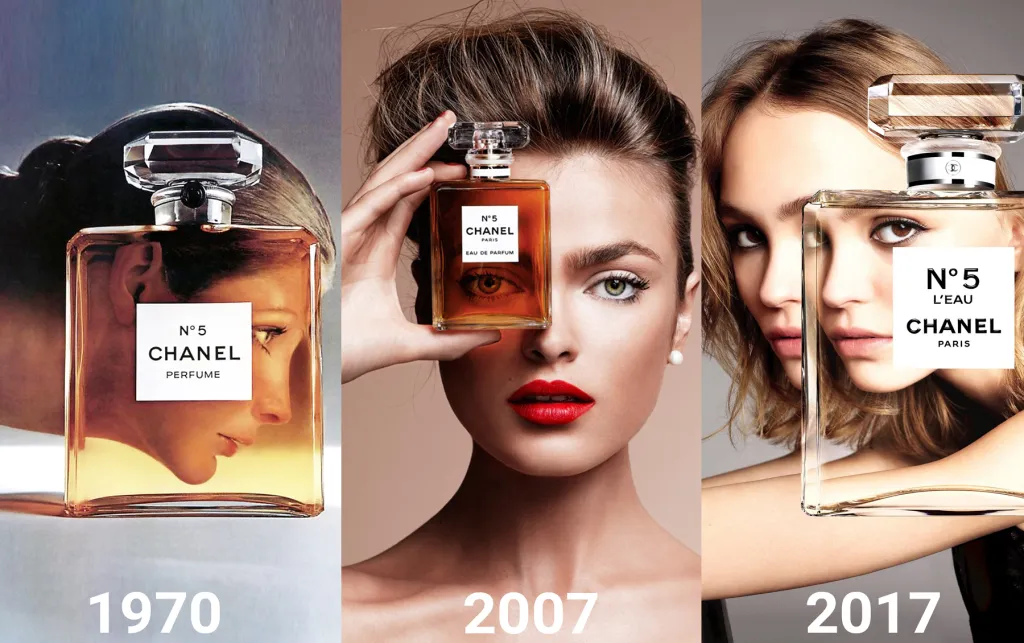 N°5
CHANEL
PERFUME
1970
N°5
CHANEL
PARIS
EAU DE PARFUM
2007
N°5
L'EAU
CHANEL
PARIS
2017